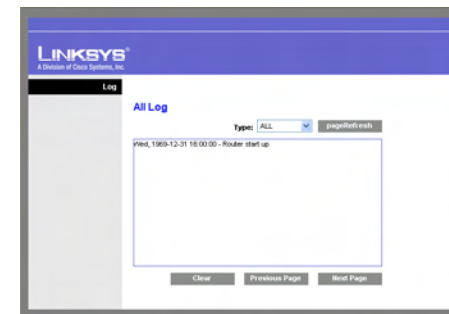 LINKSYS®
A Division of Cisco Systems, Inc.
Log
All Log
Type: ALL pageRefresh
Wed, 1969-12-31 16:00:00 - Router start up
Clear Previous Page Next Page